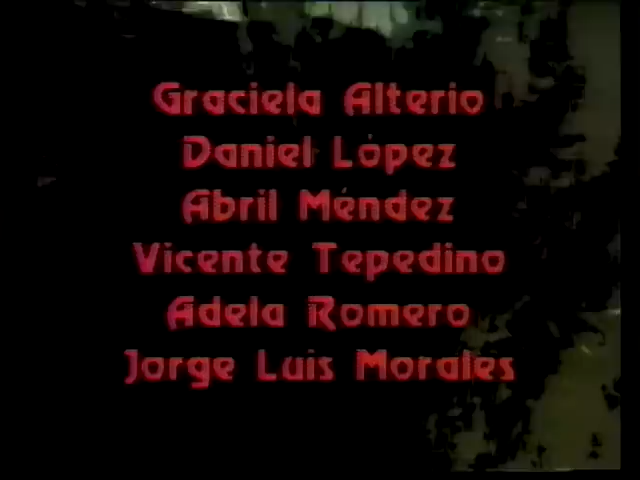 Graciela Alterio
Daniel López
Abril Méndez
Vicente Tepedino
Adela Romero
Jorge Luis Morales